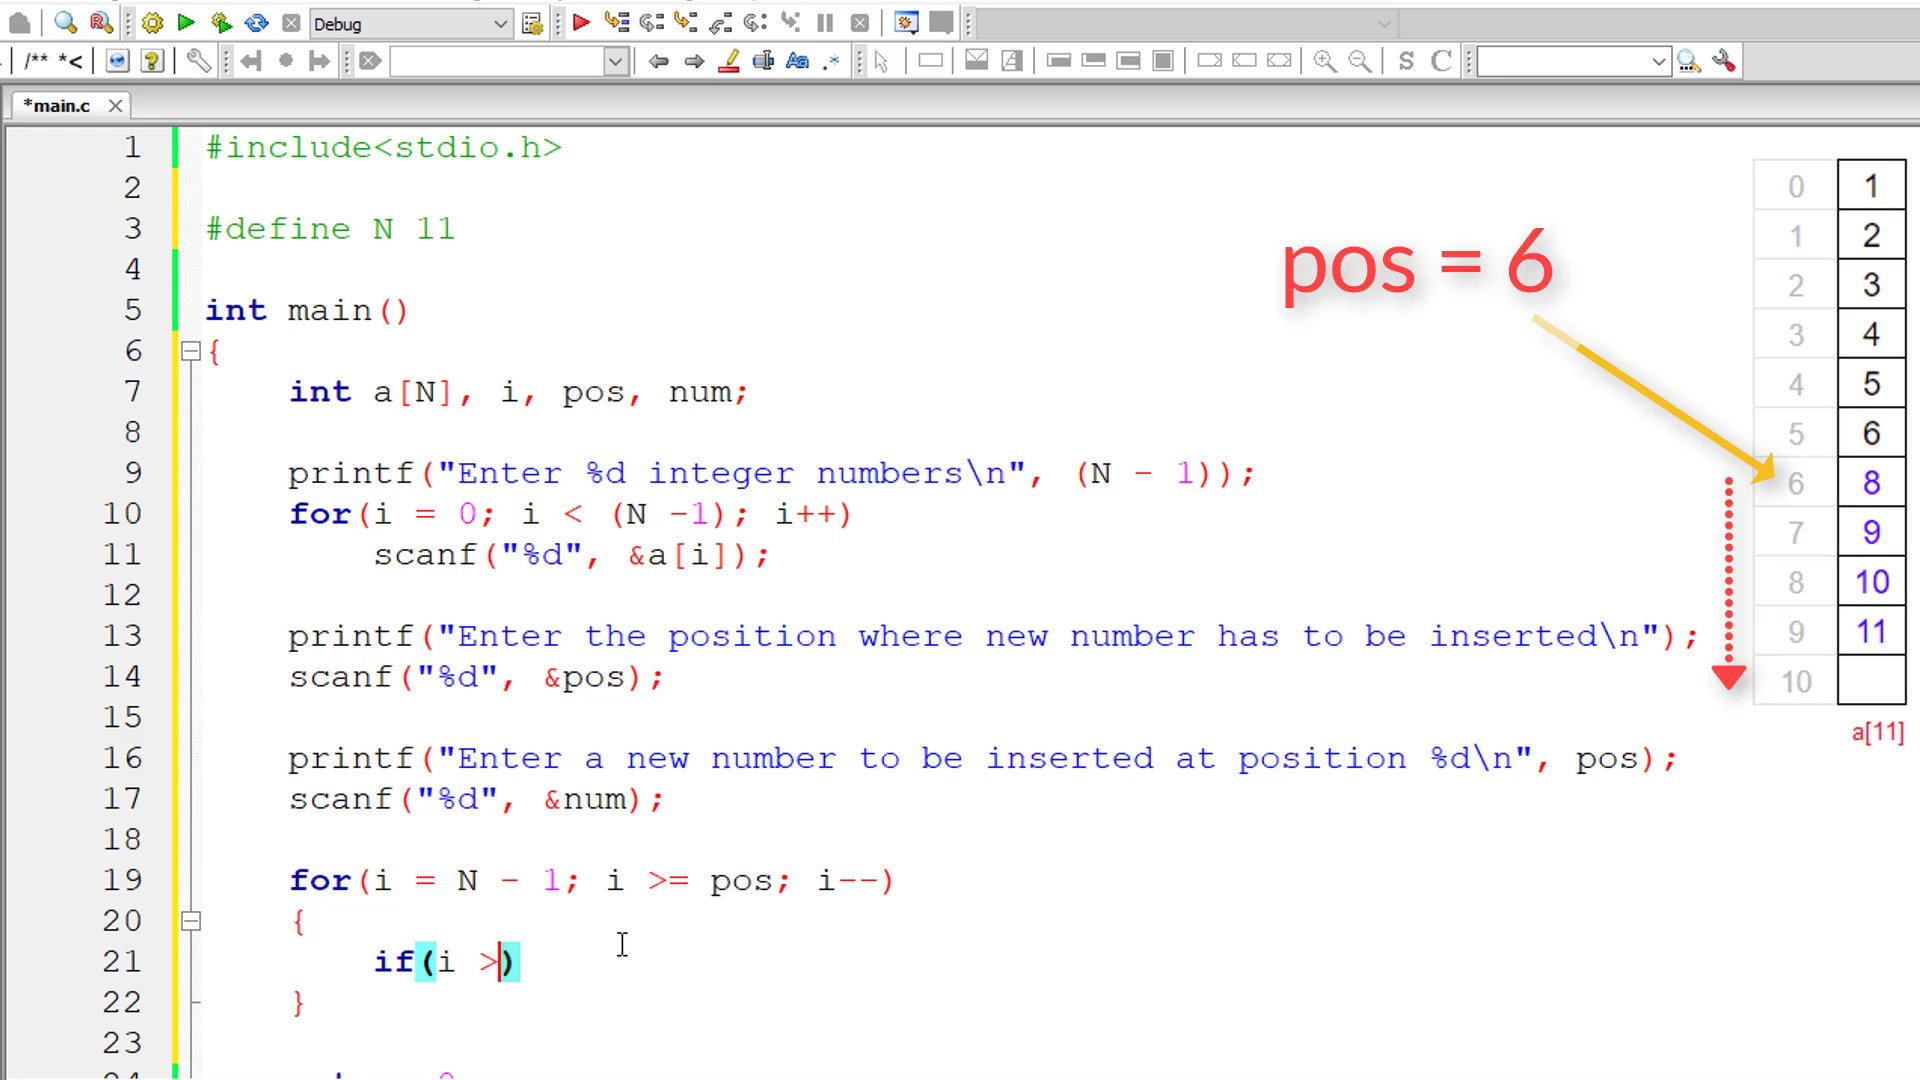 Debug
/** *<
Aa .*
S C
*main.c
1 #include<stdio.h>
2
3 #define N 11
4
5 int main()
6 {
7 int a[N], i, pos, num;
8
9 printf("Enter %d integer numbers\n", (N - 1));
10 for(i = 0; i < (N -1); i++)
11 scanf("%d", &a[i]);
12
13 printf("Enter the position where new number has to be inserted\n");
14 scanf("%d", &pos);
15
16 printf("Enter a new number to be inserted at position %d\n", pos);
17 scanf("%d", &num);
18
19 for(i = N - 1; i >= pos; i--)
20 {
21 if(i >)
22 }
23
pos = 6
0 1
1 2
2 3
3 4
4 5
5 6
6 8
7 9
8 10
9 11
10
a[11]